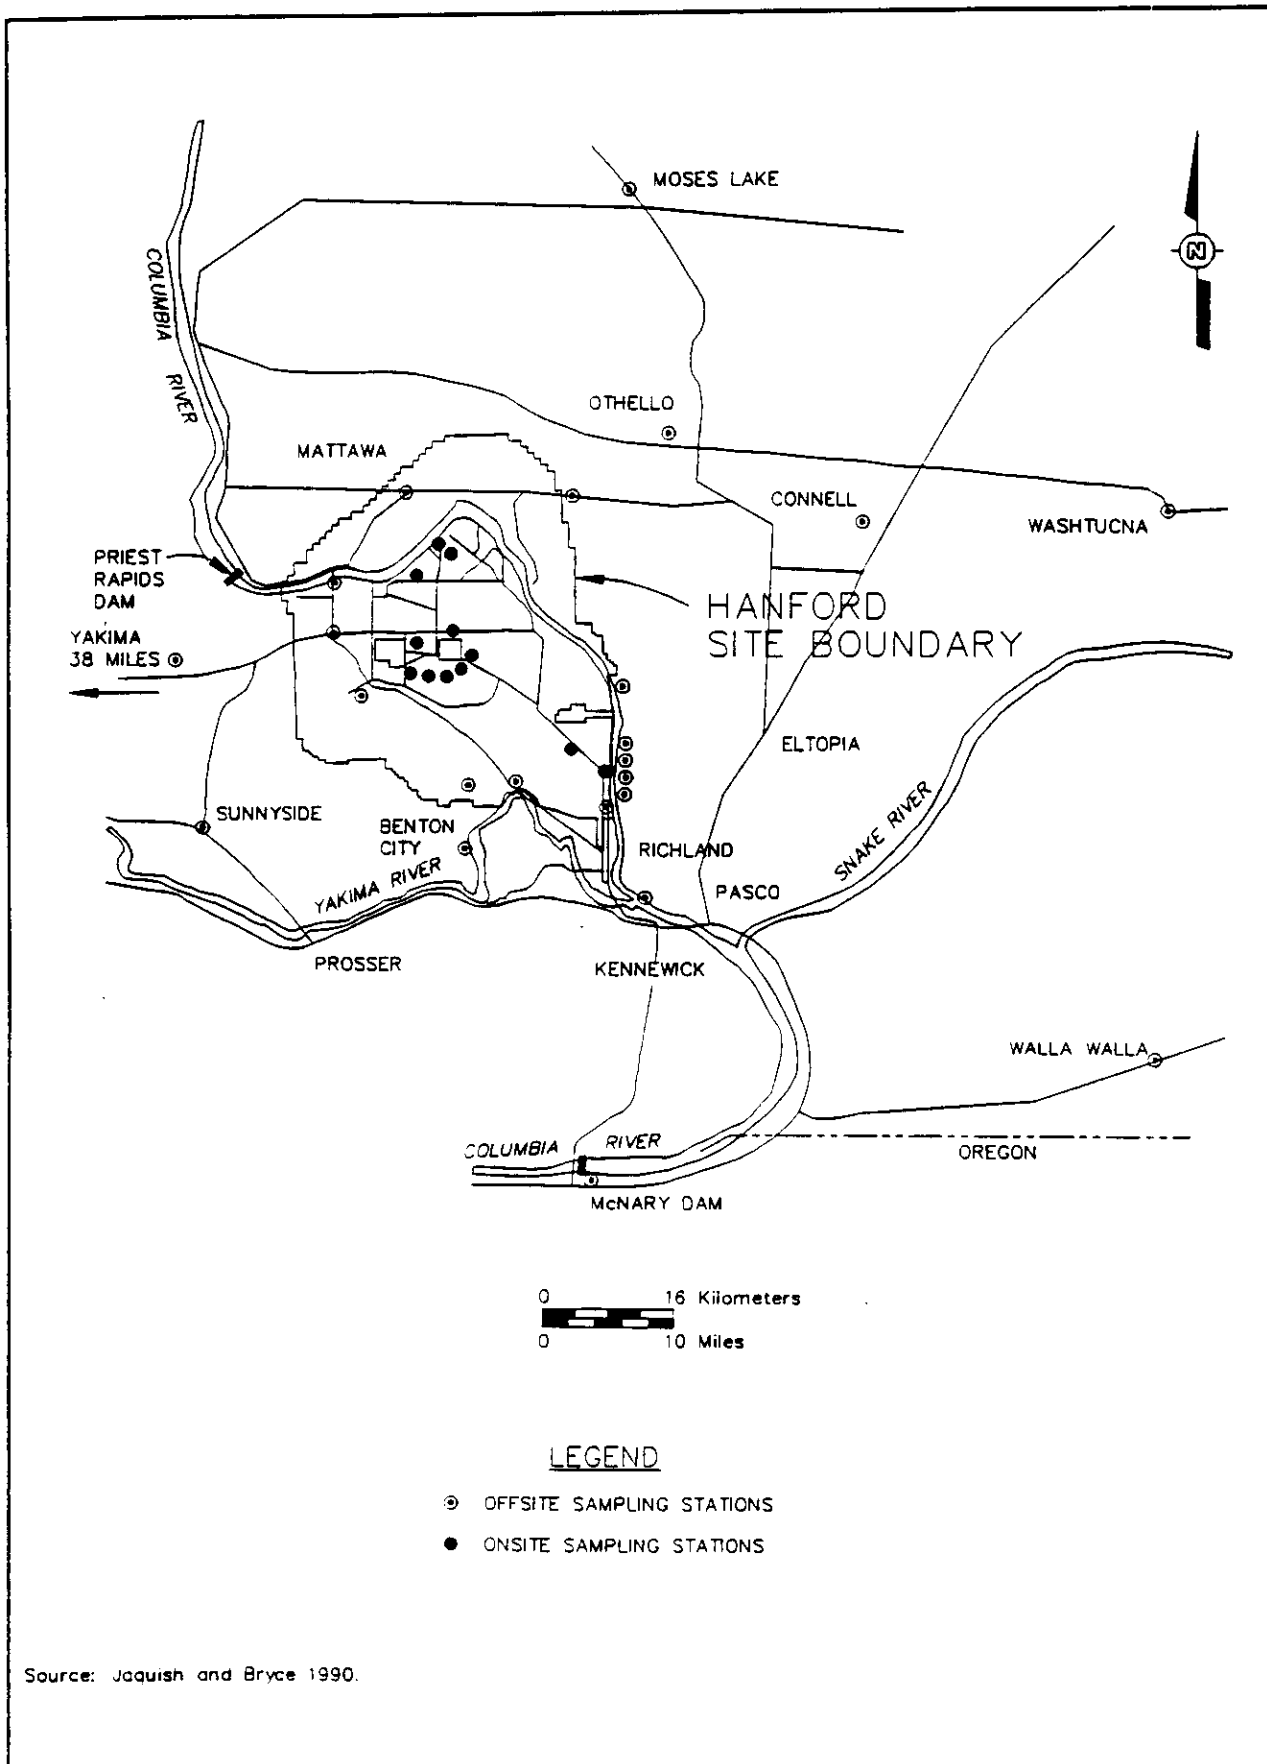 MOSES LAKE
N
COLUMBIA
RIVER
OTHELLO
MATTAWA
CONNELL
WASHTUCNA
PRIEST
RAPIDS
DAM
HANFORD
SITE BOUNDARY
YAKIMA
38 MILES
ELTOPIA
SNAKE RIVER
SUNNYSIDE
BENTON
CITY
RICHLAND
YAKIMA RIVER
PASCO
PROSSER
KENNEWICK
WALLA WALLA
COLUMBIA RIVER
OREGON
McNARY DAM
0 16 Kilometers
0 10 Miles
LEGEND
OFFSITE SAMPLING STATIONS
ONSITE SAMPLING STATIONS
Source: Jaquish and Bryce 1990.